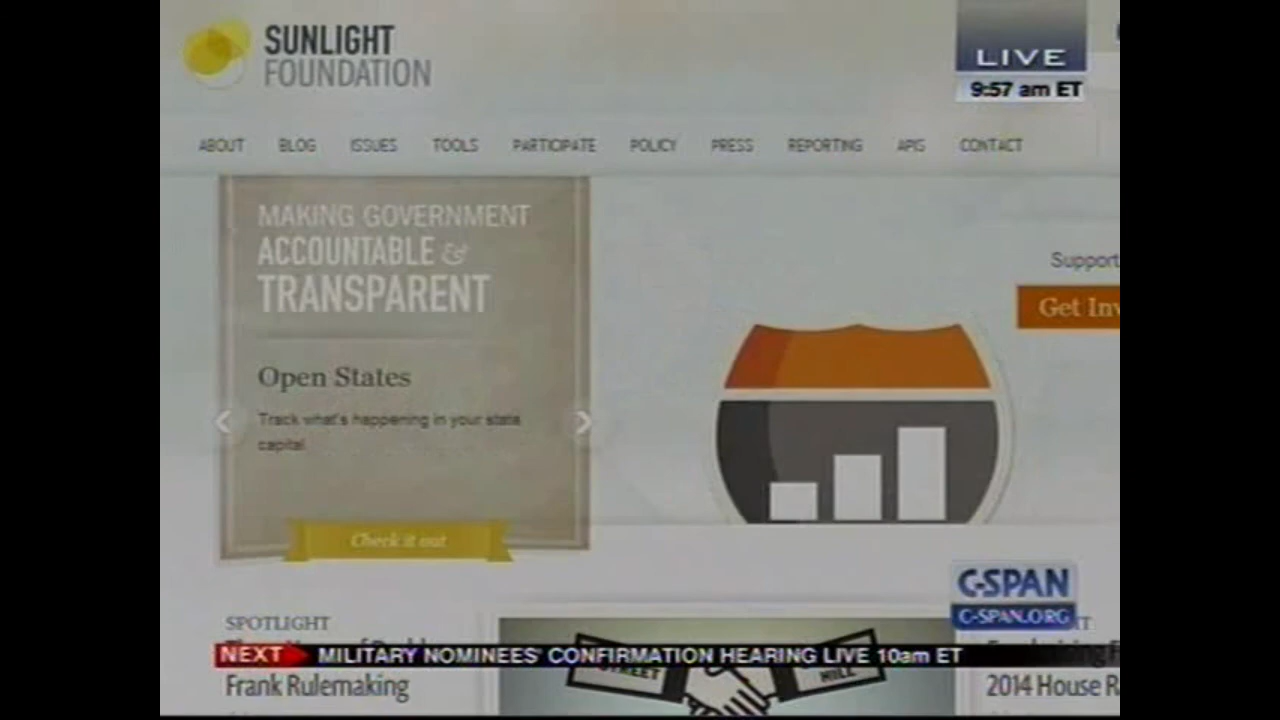 SUNLIGHT
FOUNDATION
LIVE
9:57 am ET
ABOUT BLOG ISSUES TOOLS PARTICIPATE POLICY PRESS REPORTING APIS CONTACT
MAKING GOVERNMENT
ACCOUNTABLE &
TRANSPARENT
Support
Get Inv
Open States
Track what's happening in your state
capital
Check it out
C-SPAN
C-SPAN.ORG
SPOTLIGHT
NEXT MILITARY NOMINEES' CONFIRMATION HEARING LIVE 10am ET
STREET
HILL
Frank Rulemaking
2014 House R